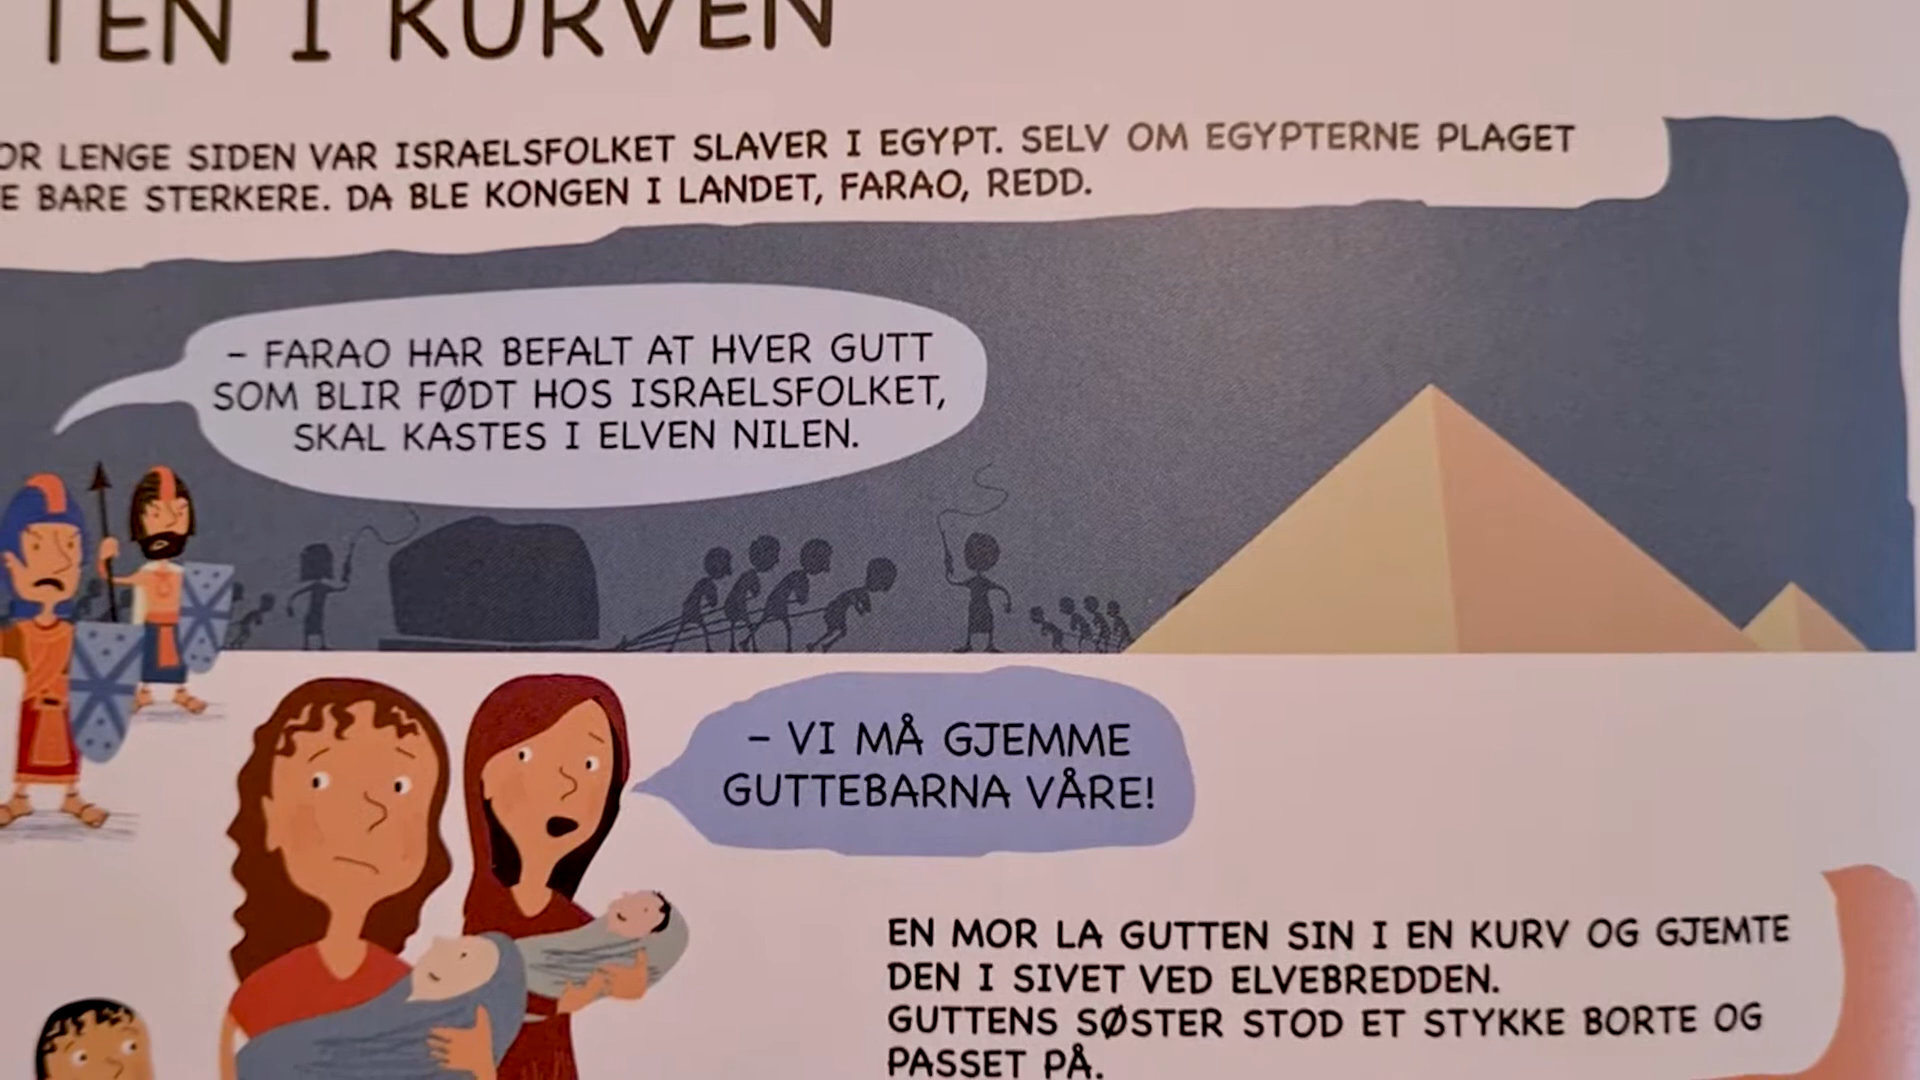 TEN I KURVEN
OR LENGE SIDEN VAR ISRAELSFOLKET SLAVER I EGYPT. SELV OM EGYPTERNE PLAGET
E BARE STERKERE. DA BLE KONGEN I LANDET, FARAO, REDD.
– FARAO HAR BEFALT AT HVER GUTT
SOM BLIR FØDT HOS ISRAELSFOLKET,
SKAL KASTES I ELVEN NILEN.
– VI MÅ GJEMME
GUTTEBARNA VÅRE!
EN MOR LA GUTTEN SIN I EN KURV OG GJEMTE
DEN I SIVET VED ELVEBREDDEN.
GUTTENS SØSTER STOD ET STYKKE BORTE OG
PASSET PÅ.